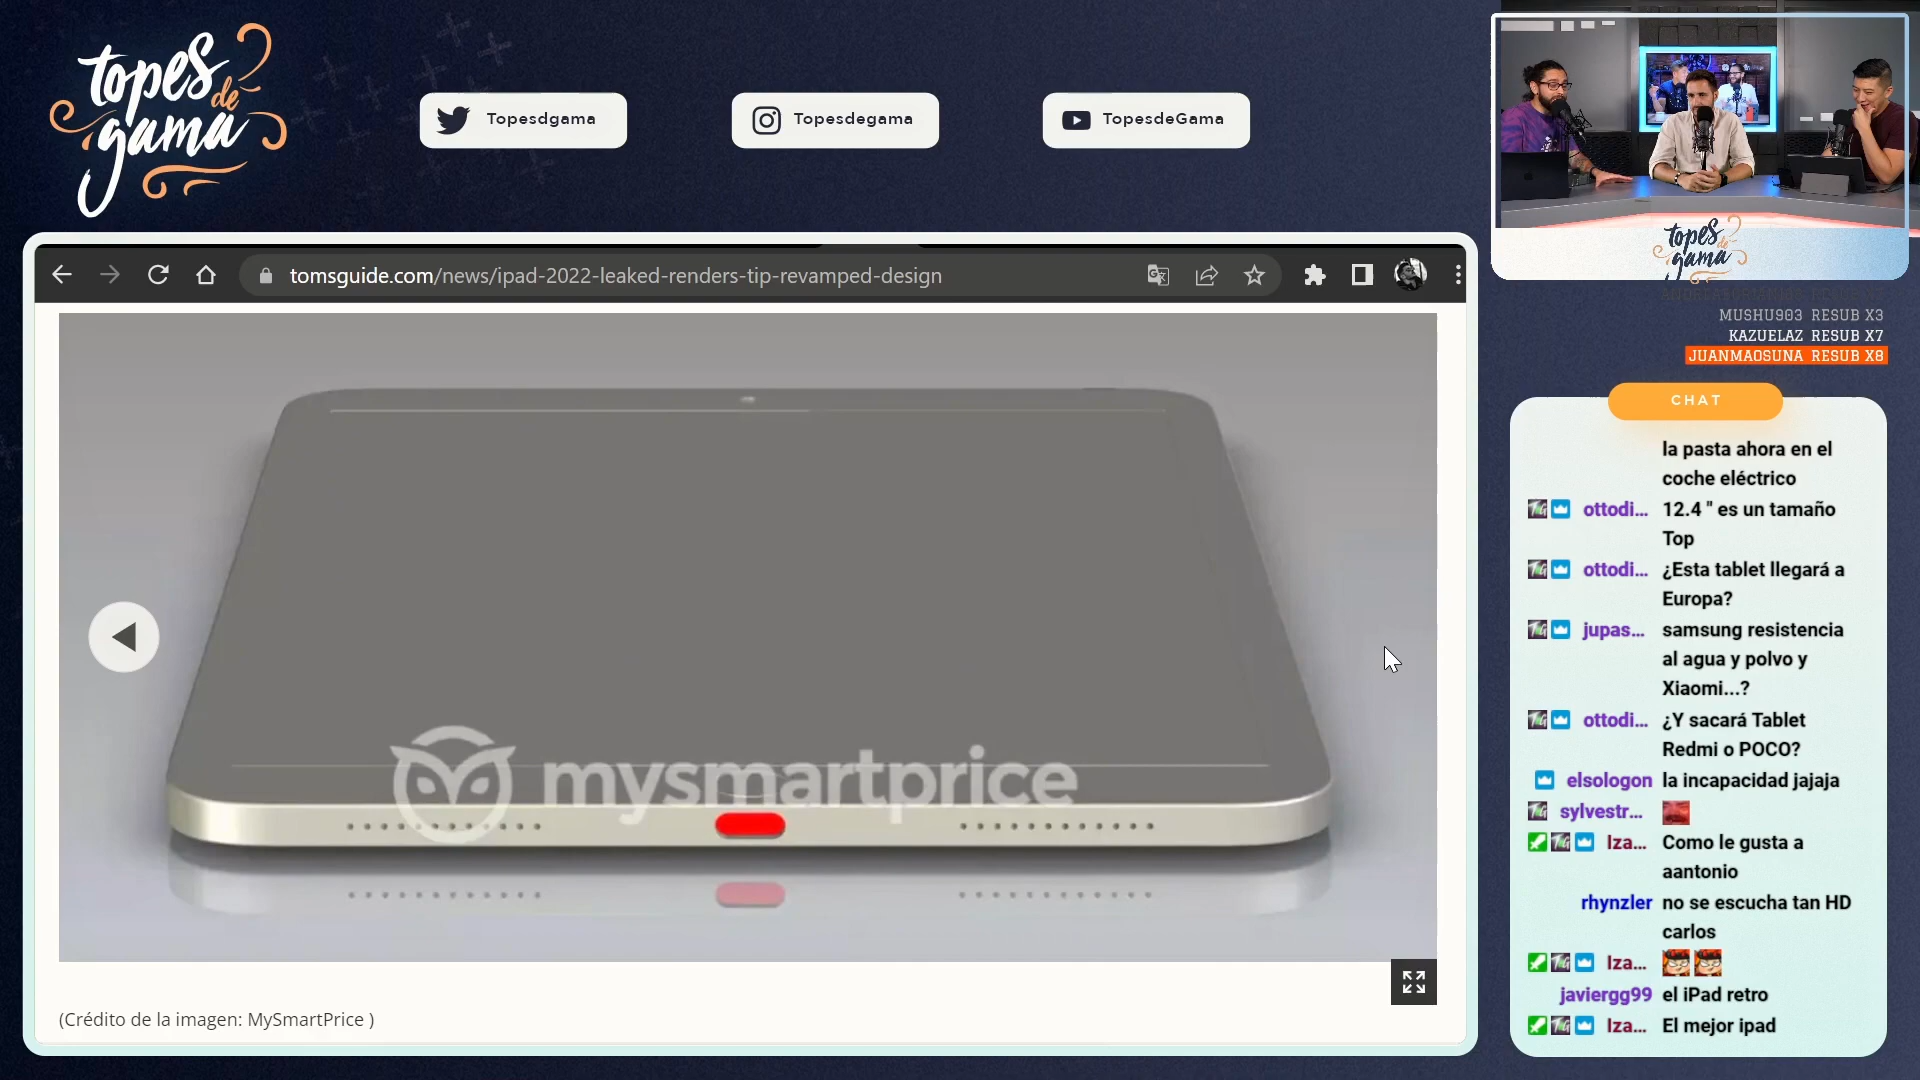 topes
de
gama
Topesdgama
Topesdegama
TopesdeGama
topes
de
gama
tomsguide.com/news/ipad-2022-leaked-renders-tip-revamped-design
mysmartprice
(Crédito de la imagen: MySmartPrice )
MUSHU903 RESUB X3
KAZUELAZ RESUB X7
JUANMAOSUNA RESUB X8
CHAT
la pasta ahora en el
coche eléctrico
ottodi... 12.4 " es un tamaño
Top
ottodi... ¿Esta tablet llegará a
Europa?
jupas... samsung resistencia
al agua y polvo y
Xiaomi...?
ottodi... ¿Y sacará Tablet
Redmi o POCO?
elsologon la incapacidad jajaja
sylvestr...
Iza... Como le gusta a
aantonio
rhynzler no se escucha tan HD
carlos
Iza...
javiergg99 el iPad retro
Iza... El mejor ipad